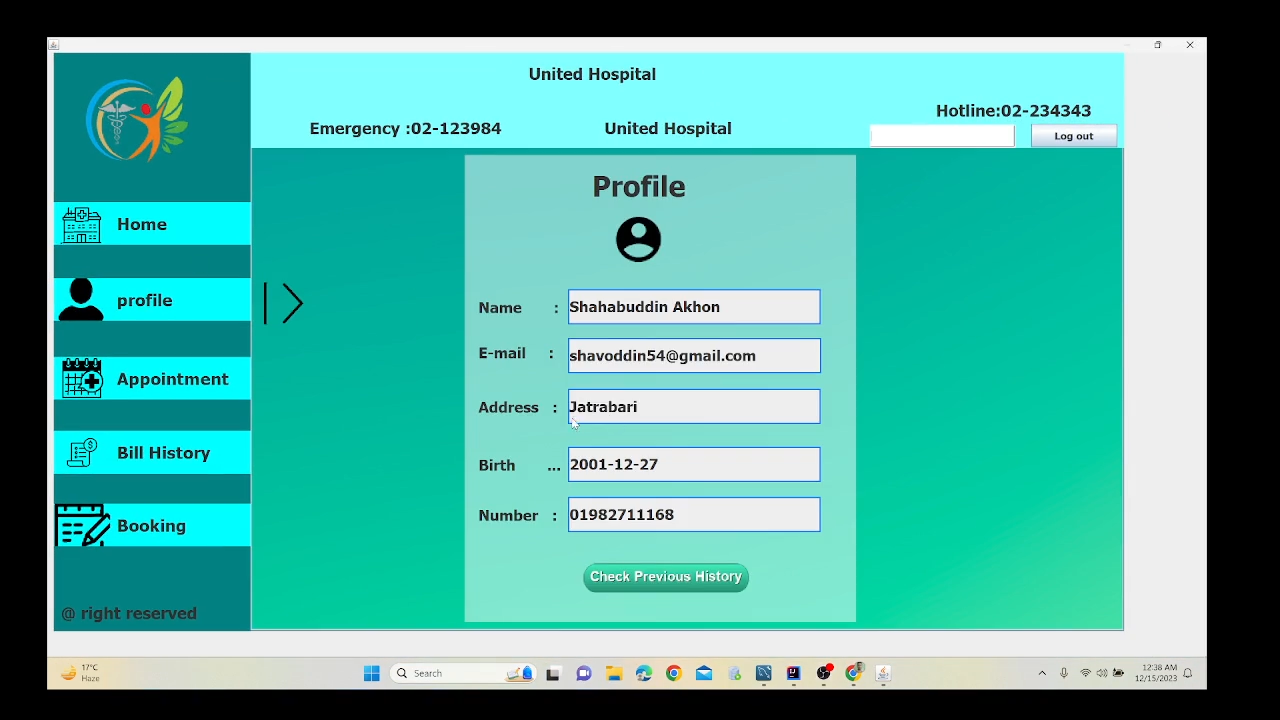 United Hospital
Hotline:02-234343
Emergency :02-123984
United Hospital
Log out
Profile
Home
profile
Appointment
Bill History
Booking
@ right reserved
Name :
Shahabuddin Akhon
E-mail :
shavoddin54@gmail.com
Address :
Jatrabari
Birth ...
2001-12-27
Number :
01982711168
Check Previous History
17°C
Haze
Search
12:38 AM
12/15/2023